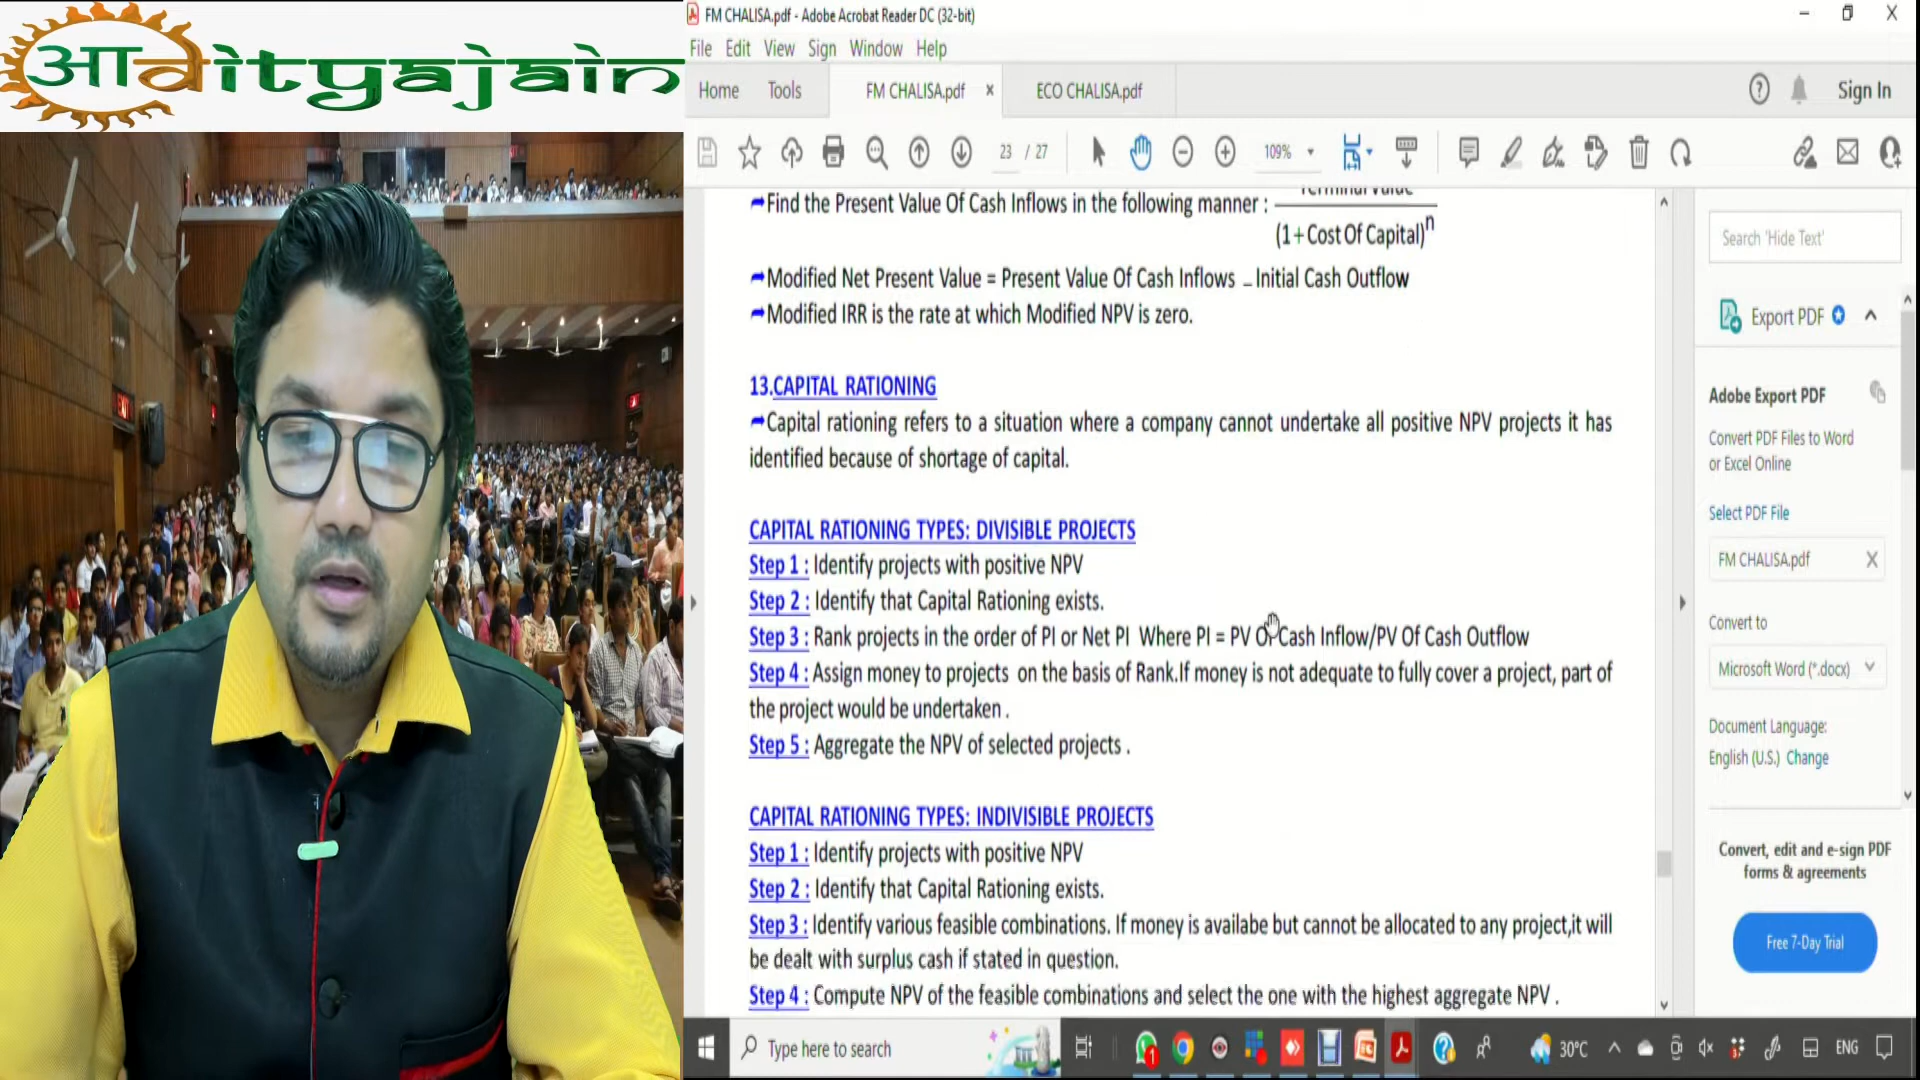 आdityajain
FM CHALISA.pdf - Adobe Acrobat Reader DC (32-bit)
File Edit View Sign Window Help
Home Tools FM CHALISA.pdf × ECO CHALISA.pdf Sign In
23 / 27 109%
Terminal Value
➡Find the Present Value Of Cash Inflows in the following manner :
(1+Cost Of Capital)n
➡Modified Net Present Value = Present Value Of Cash Inflows – Initial Cash Outflow
➡Modified IRR is the rate at which Modified NPV is zero.
13.CAPITAL RATIONING
➡Capital rationing refers to a situation where a company cannot undertake all positive NPV projects it has
identified because of shortage of capital.
CAPITAL RATIONING TYPES: DIVISIBLE PROJECTS
Step 1 : Identify projects with positive NPV
Step 2 : Identify that Capital Rationing exists.
Step 3 : Rank projects in the order of PI or Net PI Where PI = PV Of Cash Inflow/PV Of Cash Outflow
Step 4 : Assign money to projects on the basis of Rank.If money is not adequate to fully cover a project, part of
the project would be undertaken .
Step 5 : Aggregate the NPV of selected projects .
CAPITAL RATIONING TYPES: INDIVISIBLE PROJECTS
Step 1 : Identify projects with positive NPV
Step 2 : Identify that Capital Rationing exists.
Step 3 : Identify various feasible combinations. If money is availabe but cannot be allocated to any project,it will
be dealt with surplus cash if stated in question.
Step 4 : Compute NPV of the feasible combinations and select the one with the highest aggregate NPV .
Search 'Hide Text'
Export PDF
Adobe Export PDF
Convert PDF Files to Word
or Excel Online
Select PDF File
FM CHALISA.pdf X
Convert to
Microsoft Word (*.docx)
Document Language:
English (U.S.) Change
Convert, edit and e-sign PDF
forms & agreements
Free 7-Day Trial
Type here to search
1
30°C
ENG